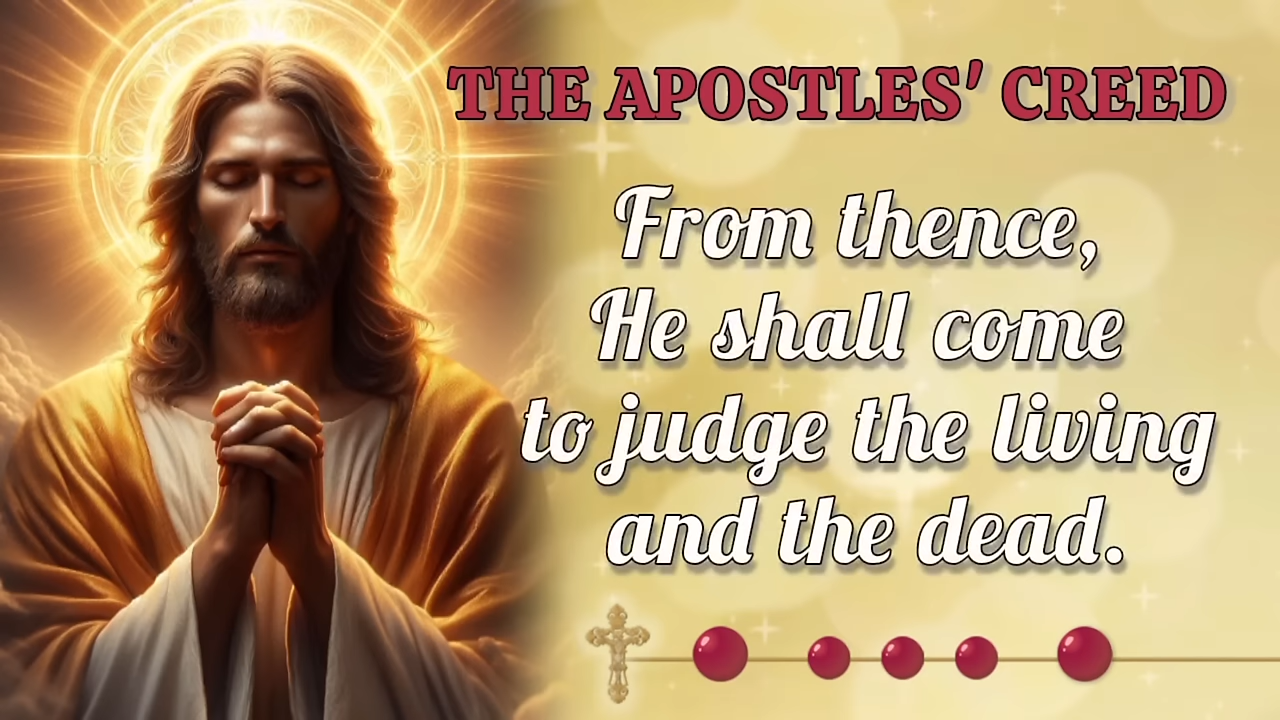 THE APOSTLES' CREED
From thence,
He shall come
to judge the living
and the dead.